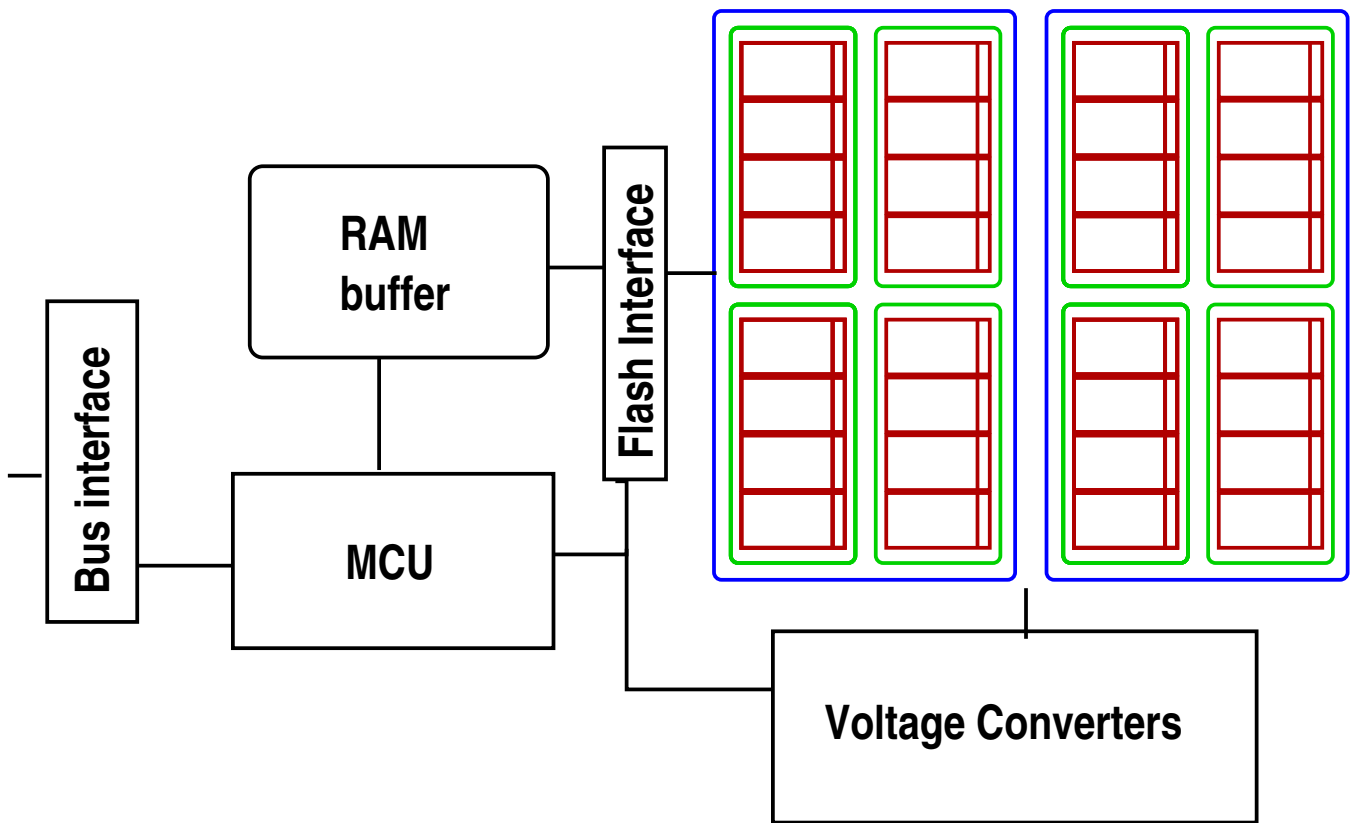 RAM
buffer
Flash Interface
Bus interface
MCU
Voltage Converters